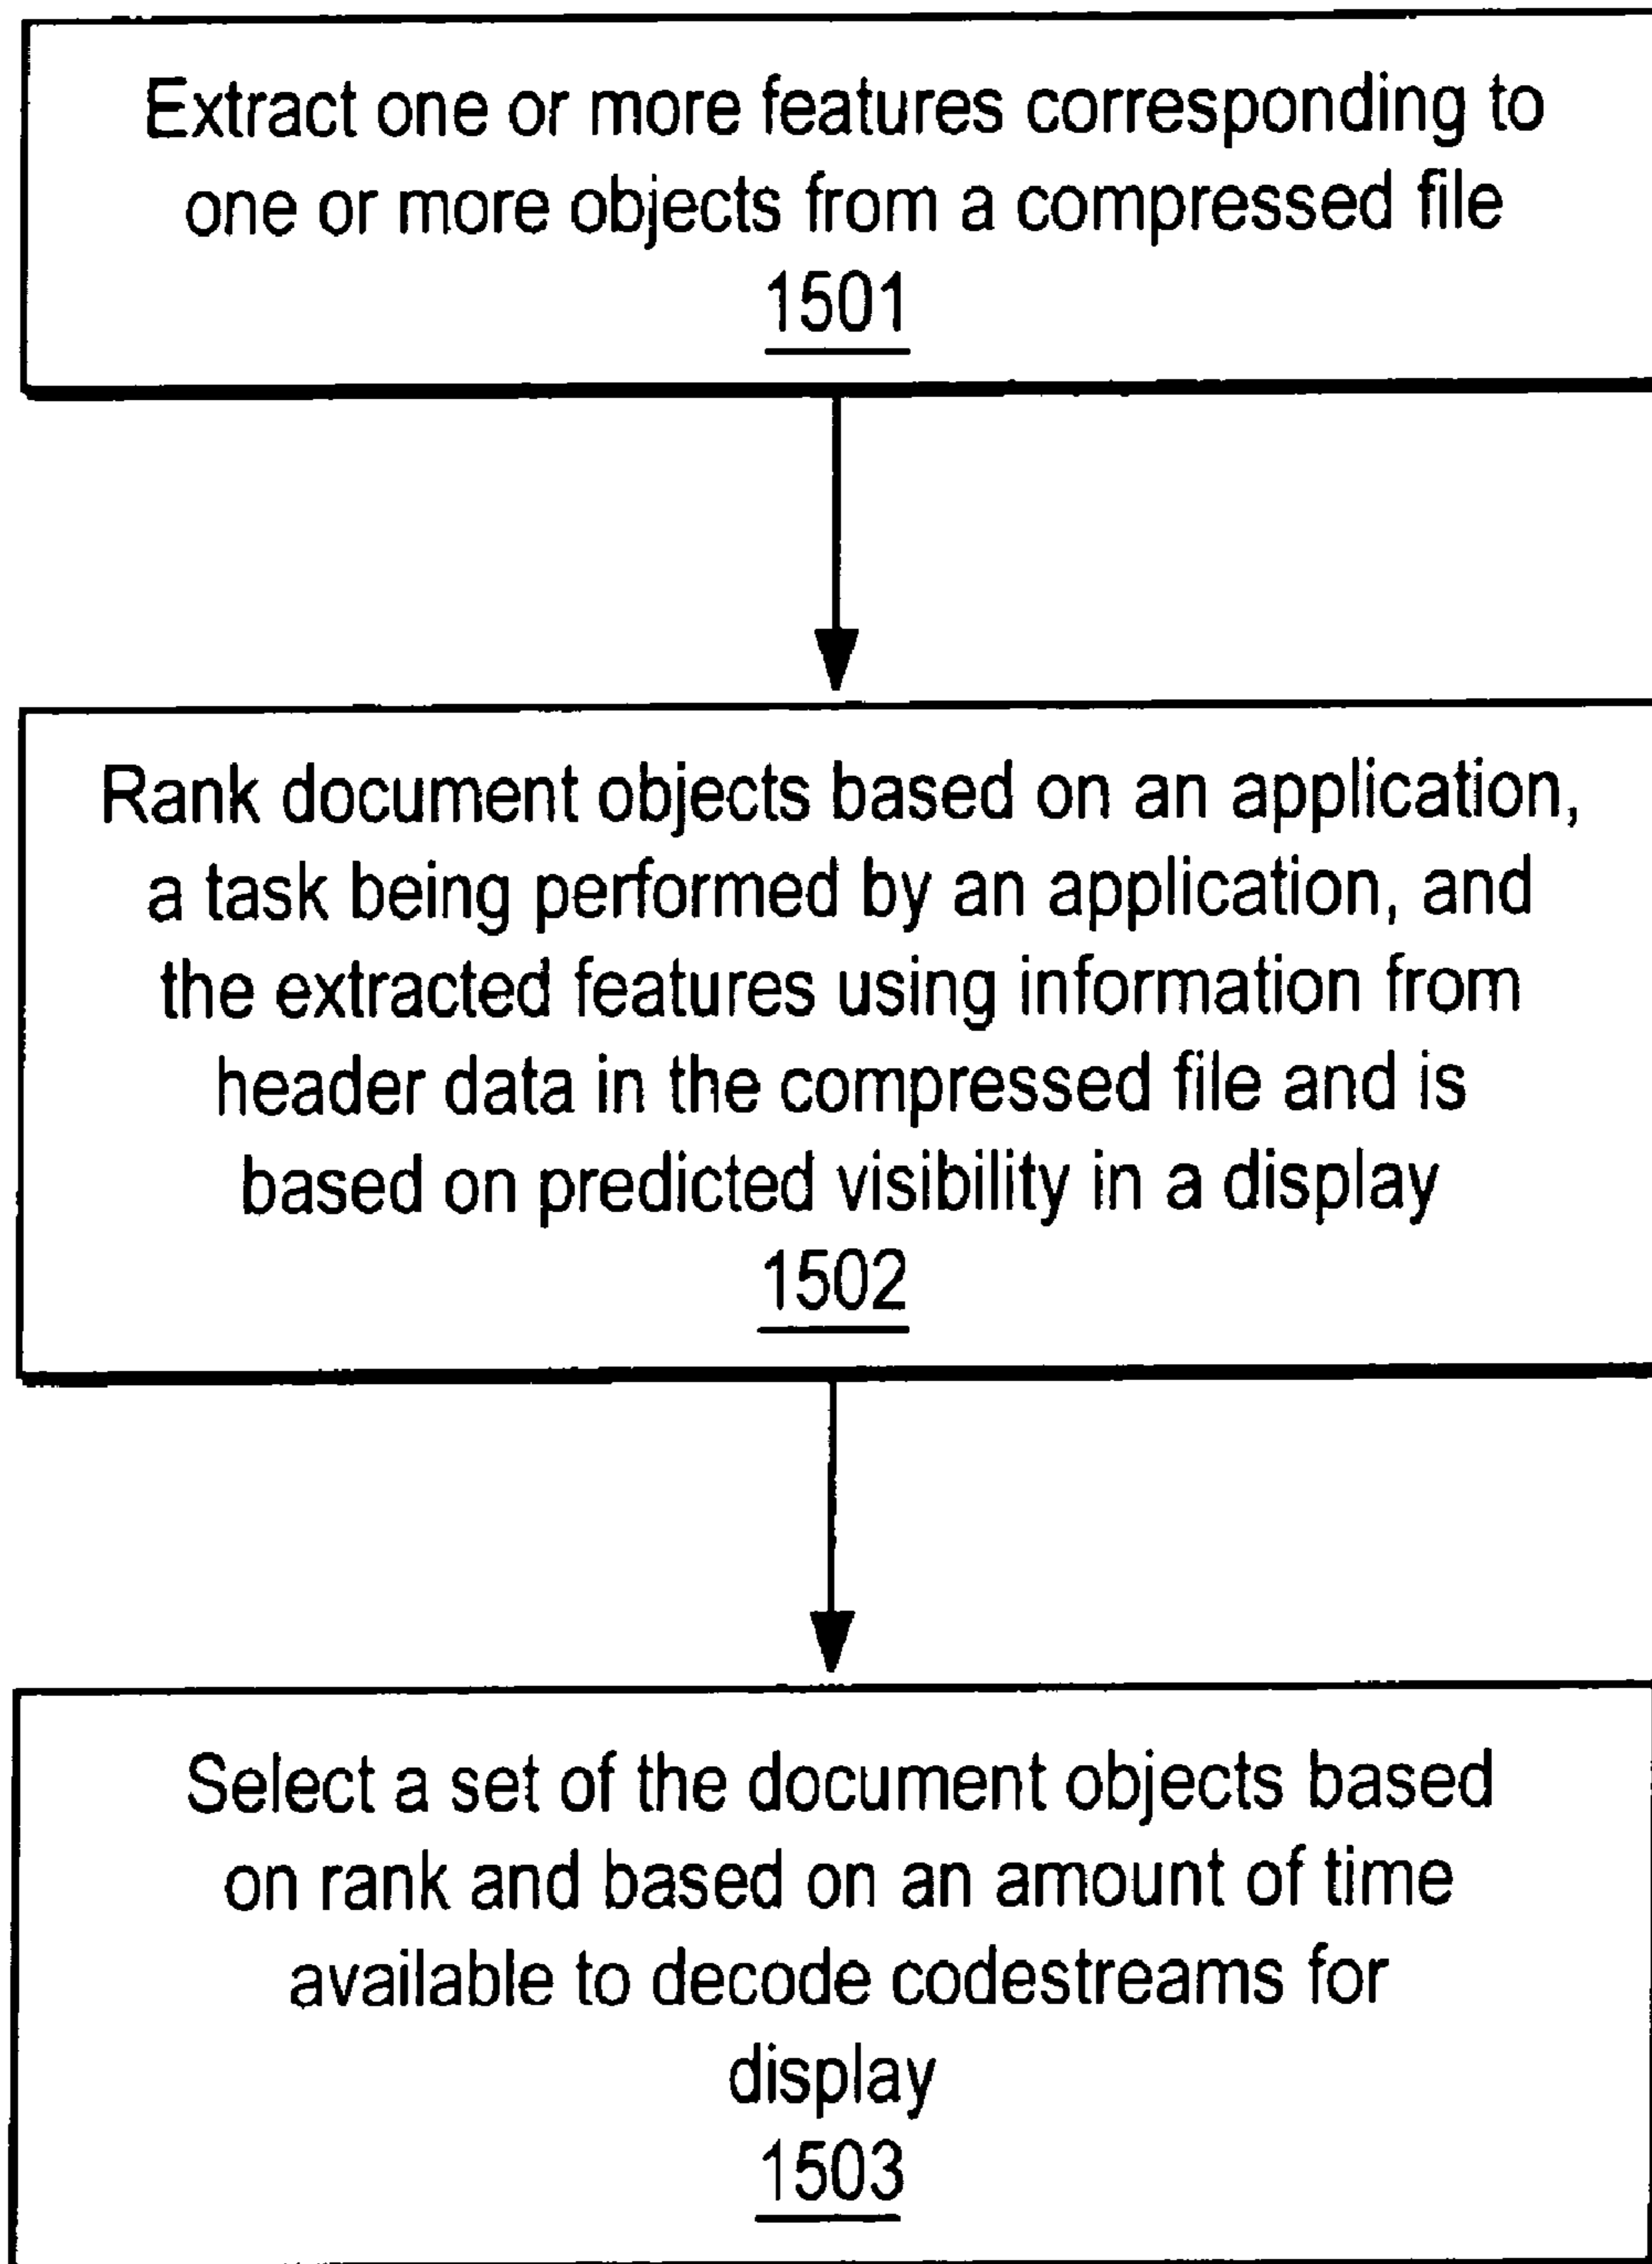 Extract one or more features corresponding to
one or more objects from a compressed file
1501
Rank document objects based on an application,
a task being performed by an application, and
the extracted features using information from
header data in the compressed file and is
based on predicted visibility in a display
1502
Select a set of the document objects based
on rank and based on an amount of time
available to decode codestreams for
display
1503